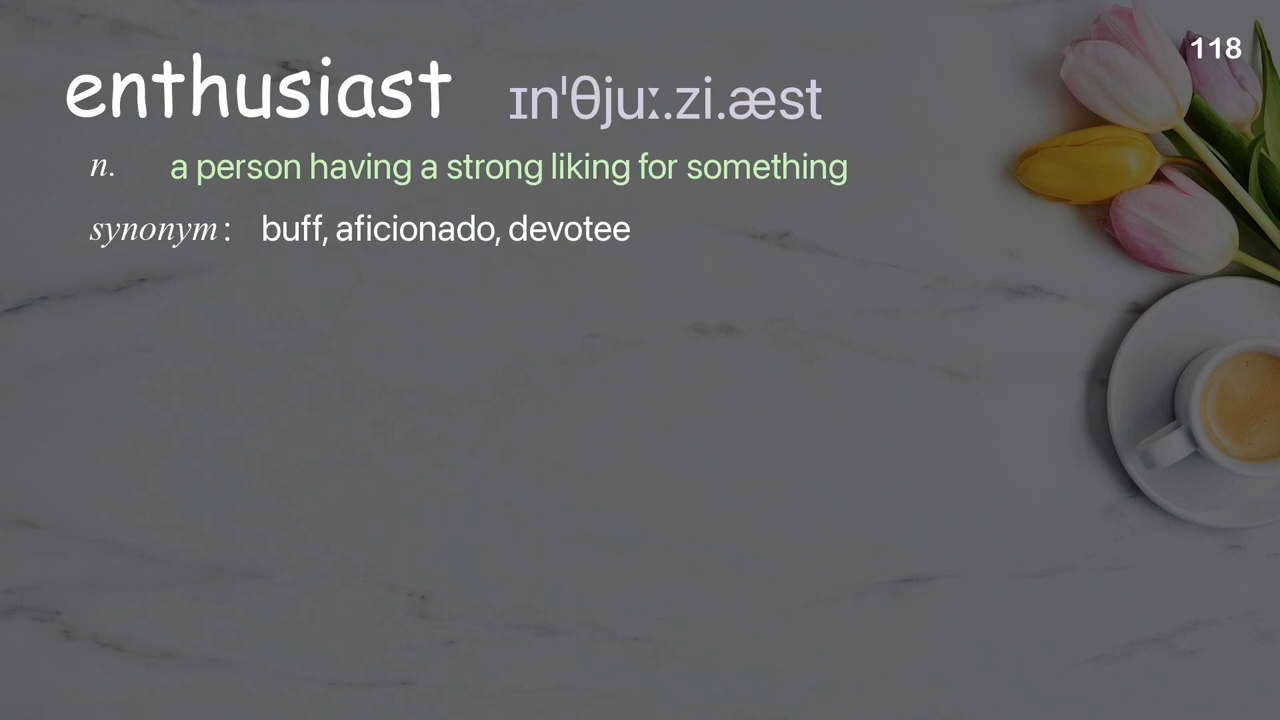 118
enthusiast ɪnˈθjuː.zi.æst
n. a person having a strong liking for something
synonym: buff, aficionado, devotee